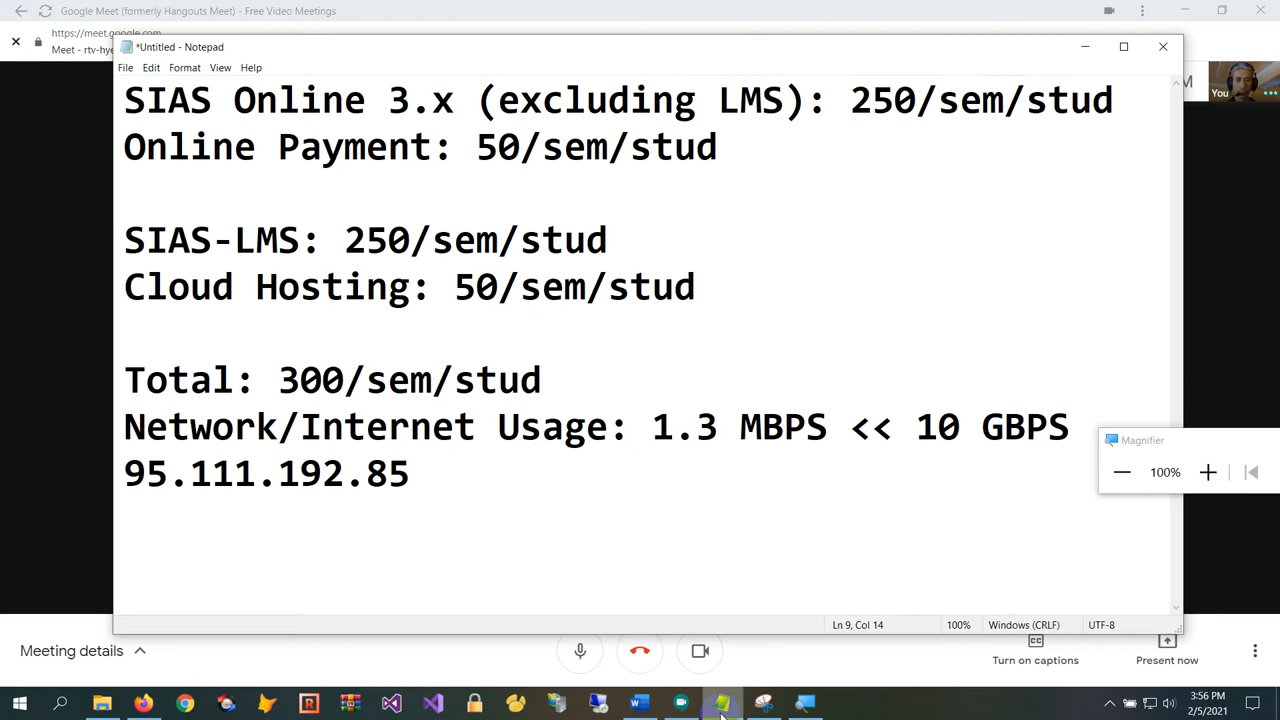 Google Meet (formerly Hangouts Meet) - Free Video Meetings
https://meet.google.com
Meet - rtv-hye
*Untitled - Notepad
File Edit Format View Help
You
M
SIAS Online 3.x (excluding LMS): 250/sem/stud
Online Payment: 50/sem/stud
SIAS-LMS: 250/sem/stud
Cloud Hosting: 50/sem/stud
Total: 300/sem/stud
Network/Internet Usage: 1.3 MBPS << 10 GBPS
95.111.192.85
Magnifier
100%
Ln 9, Col 14 100% Windows (CRLF) UTF-8
Meeting details
Turn on captions
Present now
3:56 PM
2/5/2021